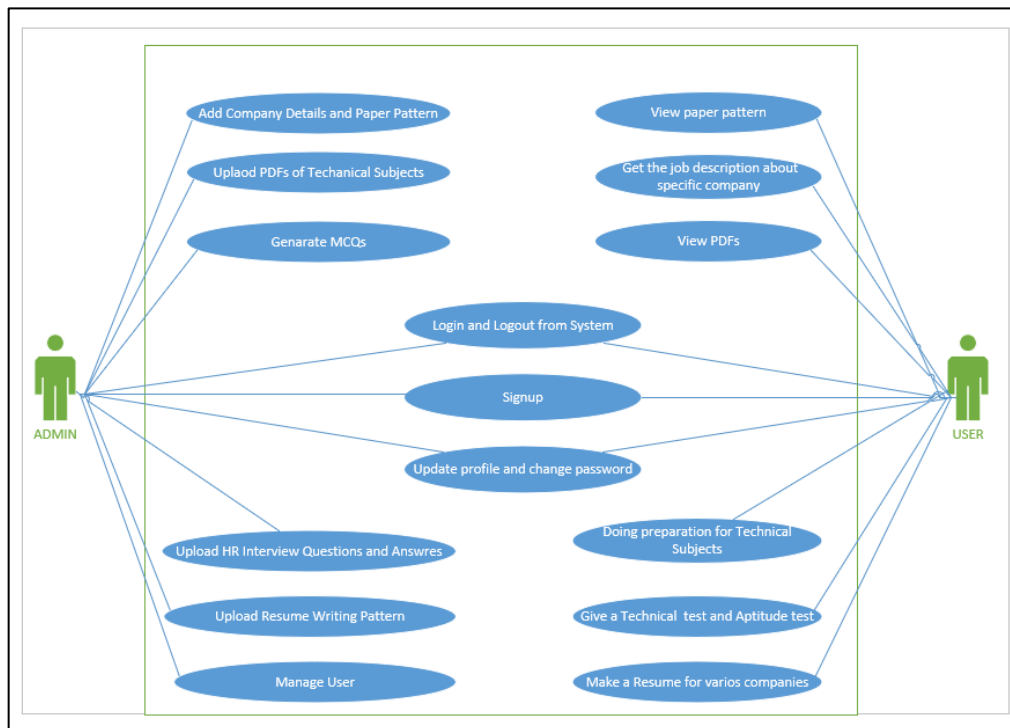 Add Company Details and Paper Pattern
View paper pattern
Uplaod PDFs of Techanical Subjects
Get the job description about
specific company
Genarate MCQs
View PDFs
Login and Logout from System
Signup
ADMIN
USER
Update profile and change password
Upload HR Interview Questions and Answres
Doing preparation for Technical
Subjects
Upload Resume Writing Pattern
Give a Technical test and Aptitude test
Manage User
Make a Resume for varios companies